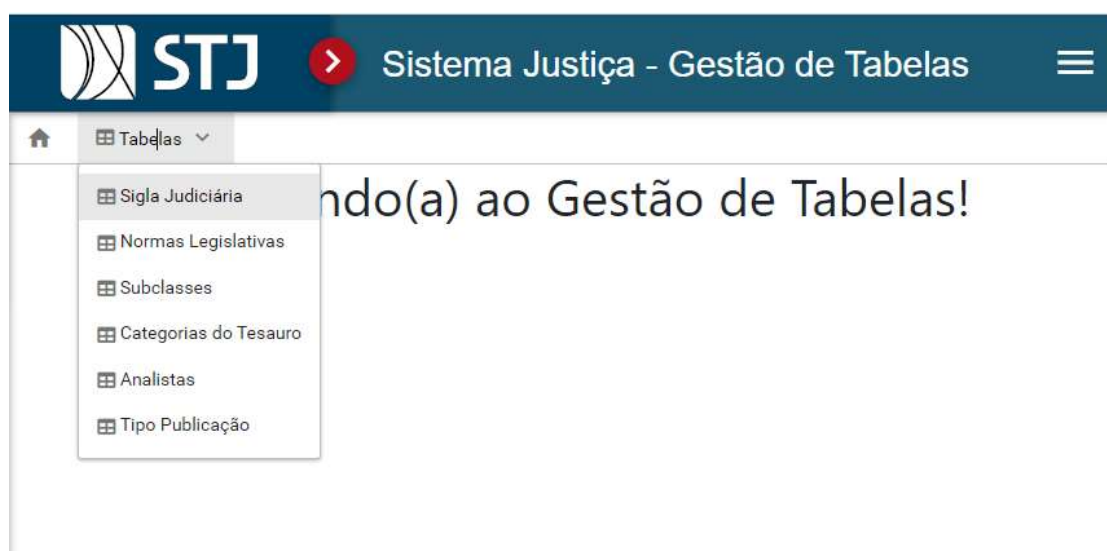 STJ
Sistema Justiça - Gestão de Tabelas
Tabelas
ndo(a) ao Gestão de Tabelas!
Sigla Judiciária
Normas Legislativas
Subclasses
Categorias do Tesauro
Analistas
Tipo Publicação